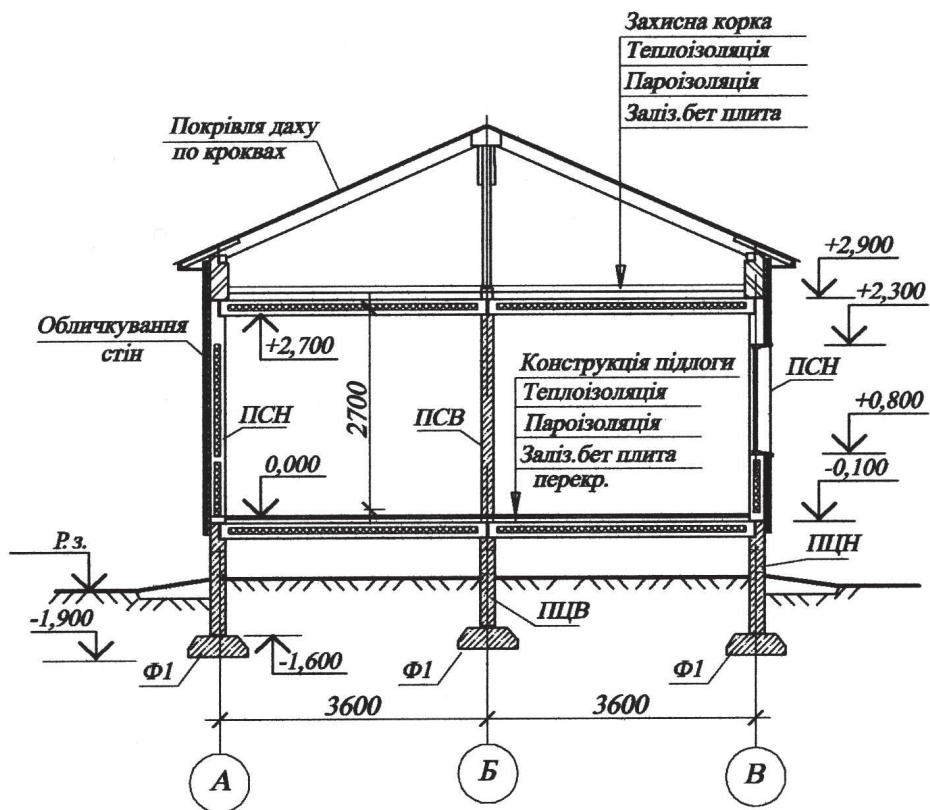 Захисна корка
Теплоізоляція
Пароізоляція
Заліз.бет плита
Покрівля даху
по кроквах
+2,900
+2,300
Обличкування
стін
+2,700
2700
Конструкція підлоги
Теплоізоляція
Пароізоляція
Заліз.бет плита
перекр.
ПСН
ПСН
ПСВ
+0,800
0,000
-0,100
Р.з.
ПЦН
ПЦВ
-1,900
-1,600
Ф1
Ф1
Ф1
3600
3600
А
Б
В